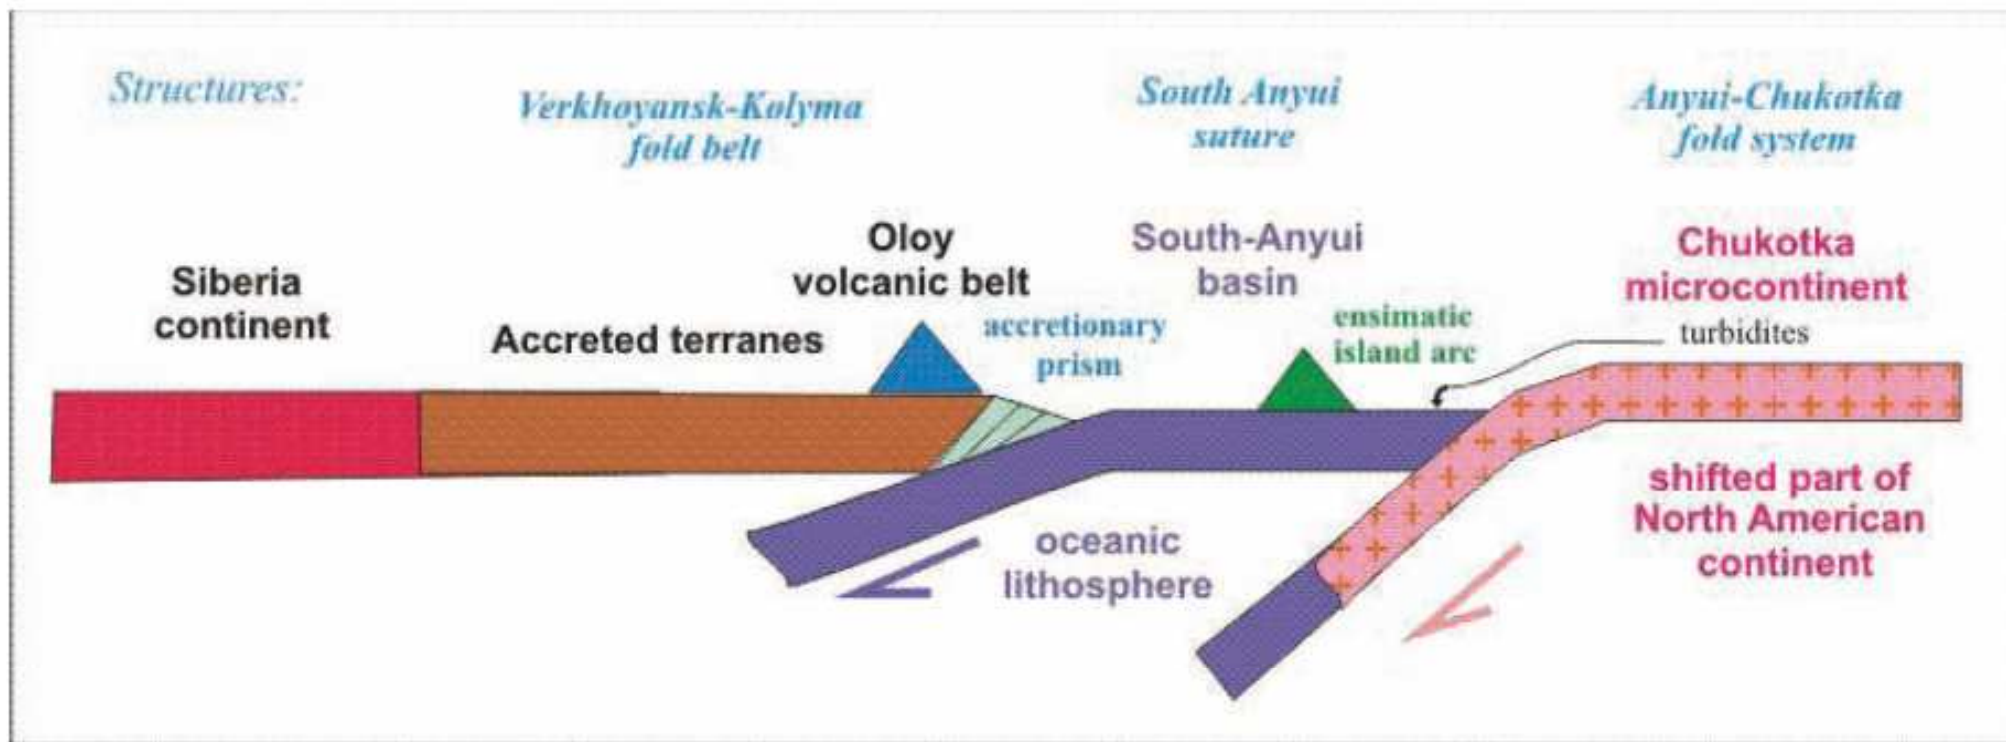 Structures:
Verkhoyansk-Kolyma
fold belt
South Anyui
suture
Anyui-Chukotka
fold system
Siberia
continent
Accreted terranes
Oloy
volcanic belt
accretionary
prism
South-Anyui
basin
ensimatic
island arc
Chukotka
microcontinent
turbidites
oceanic
lithosphere
shifted part of
North American
continent